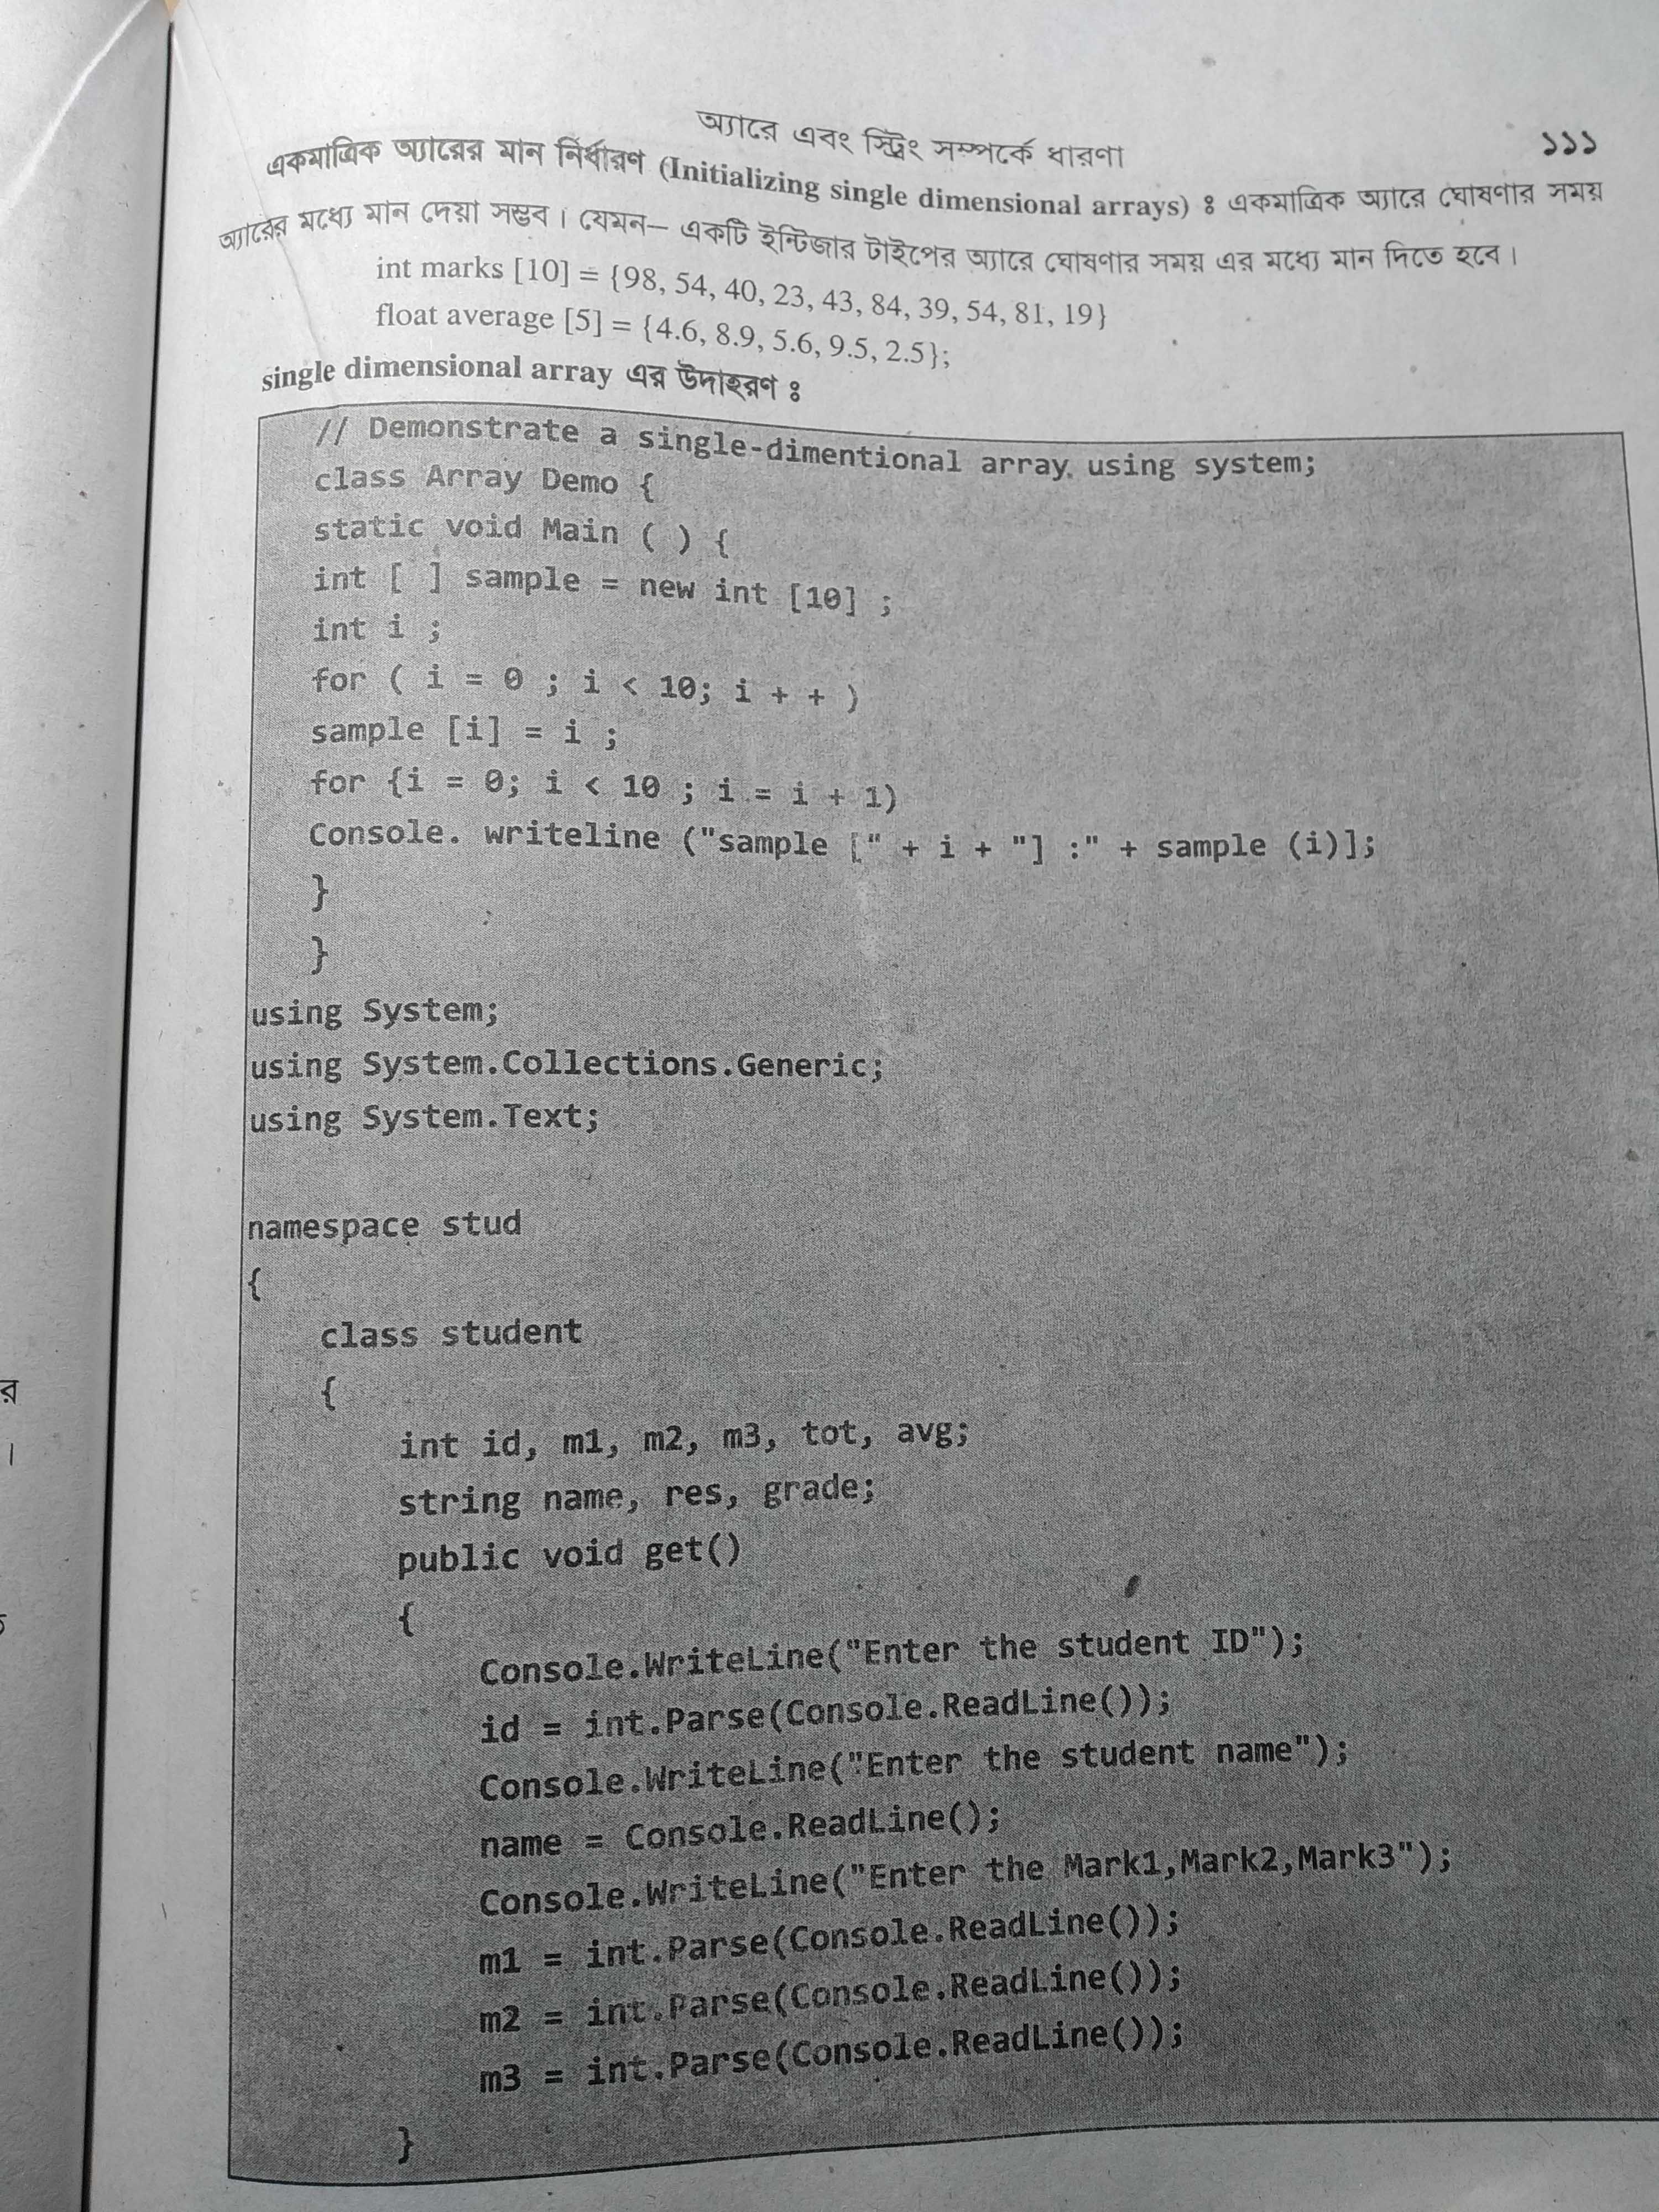 অ্যারে এবং স্ট্রিং সম্পর্কে ধারণা
১১১
একমাত্রিক অ্যারের মান নির্ধারণ (Initializing single dimensional arrays) ঃ একমাত্রিক অ্যারে ঘোষণার সময়
অ্যারের মধ্যে মান দেয়া সম্ভব। যেমন– একটি ইন্টিজার টাইপের অ্যারে ঘোষণার সময় এর মধ্যে মান দিতে হবে।
int marks [10] = {98, 54, 40, 23, 43, 84, 39, 54, 81, 19}
float average [5] = {4.6, 8.9, 5.6, 9.5, 2.5};
single dimensional array এর উদাহরণ ঃ
// Demonstrate a single-dimentional array. using system;
class Array Demo {
static void Main ( ) {
int [ ] sample = new int [10] ;
int i ;
for ( i = 0 ; i < 10; i + + )
sample [i] = i ;
for {i = 0; i < 10 ; i = i + 1)
Console. writeline ("sample [" + i + "] :" + sample (i)];
}
}
using System;
using System.Collections.Generic;
using System.Text;
namespace stud
{
class student
{
int id, m1, m2, m3, tot, avg;
string name, res, grade;
public void get()
{
Console.WriteLine("Enter the student ID");
id = int.Parse(Console.ReadLine());
Console.WriteLine("Enter the student name");
name = Console.ReadLine();
Console.WriteLine("Enter the Mark1,Mark2,Mark3");
m1 = int.Parse(Console.ReadLine());
m2 = int.Parse(Console.ReadLine());
m3 = int.Parse(Console.ReadLine());
}